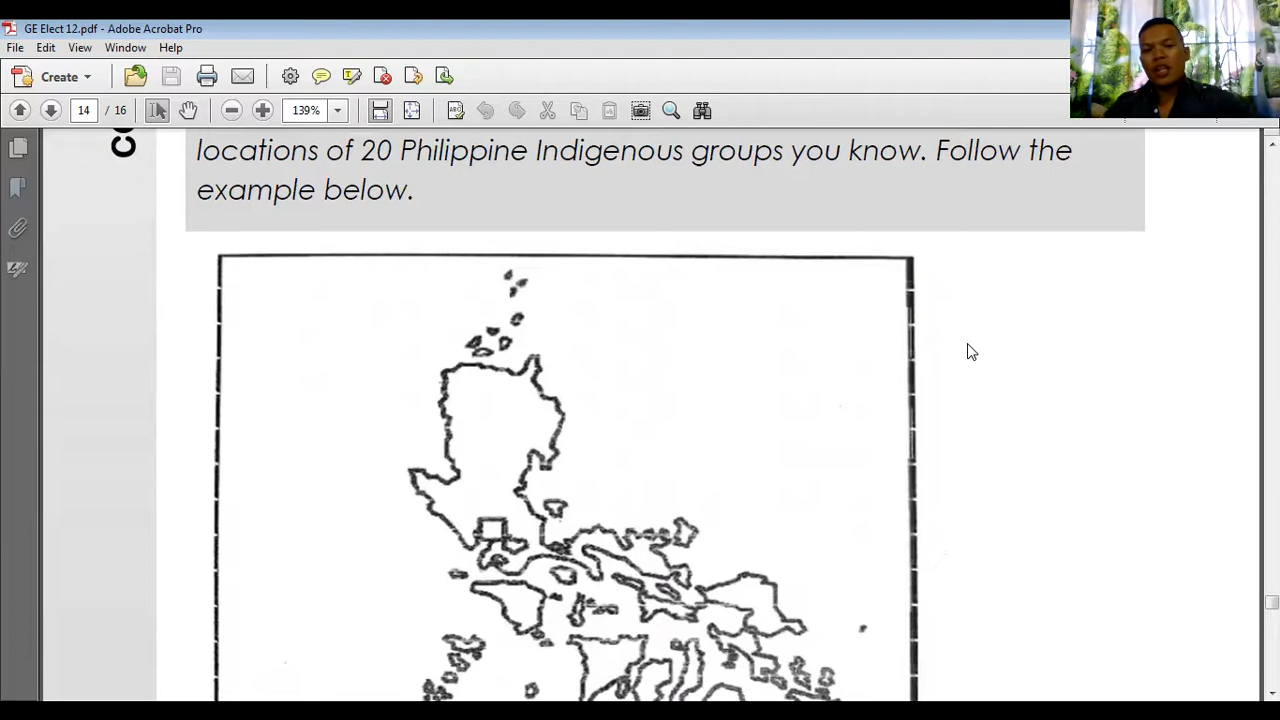 GE Elect 12.pdf - Adobe Acrobat Pro
File Edit View Window Help
Create
14 / 16 139%
locations of 20 Philippine Indigenous groups you know. Follow the
example below.